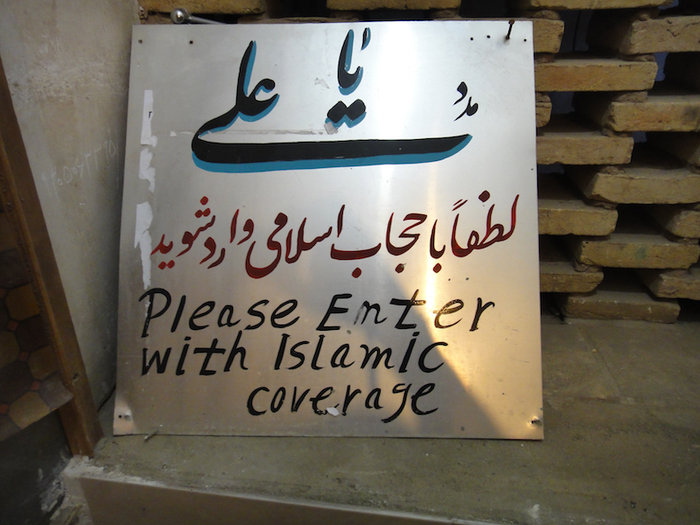 یا علی مدد
لطفاً با حجاب اسلامی وارد شوید
Please Enter
with Islamic
coverage